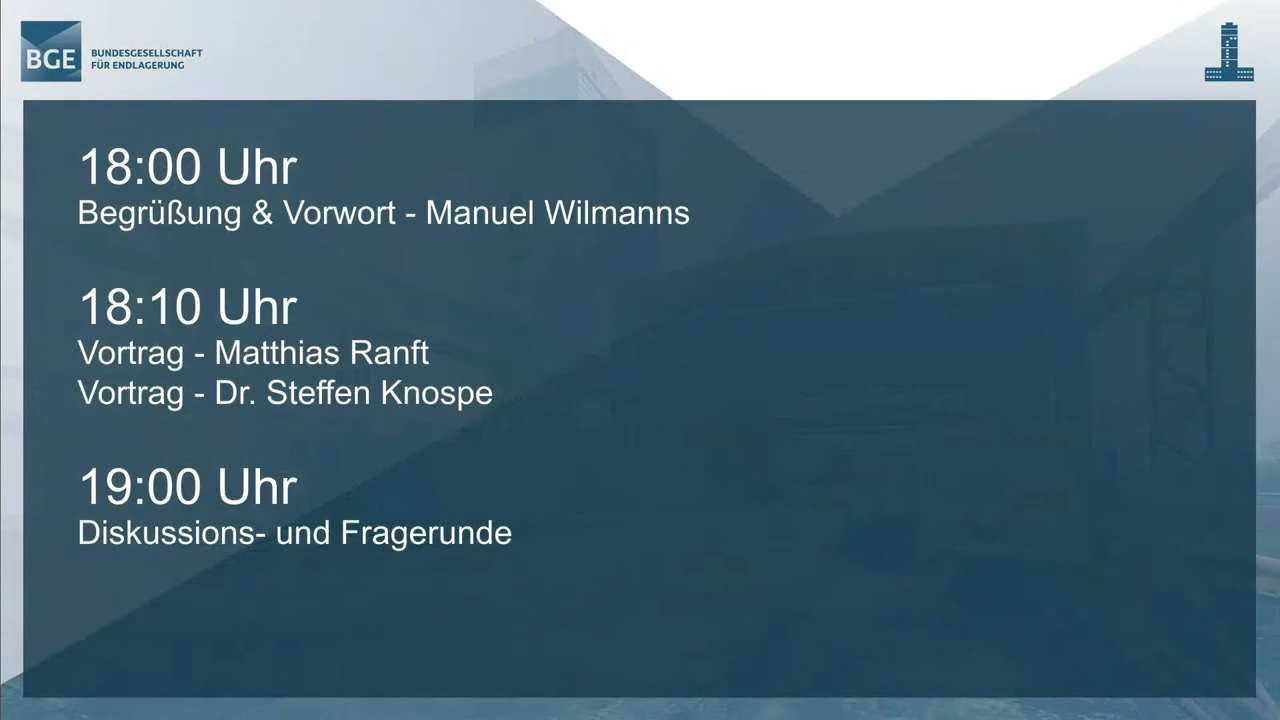 BGE
BUNDESGESELLSCHAFT
FÜR ENDLAGERUNG
18:00 Uhr
Begrüßung & Vorwort - Manuel Wilmanns
18:10 Uhr
Vortrag - Matthias Ranft
Vortrag - Dr. Steffen Knospe
19:00 Uhr
Diskussions- und Fragerunde